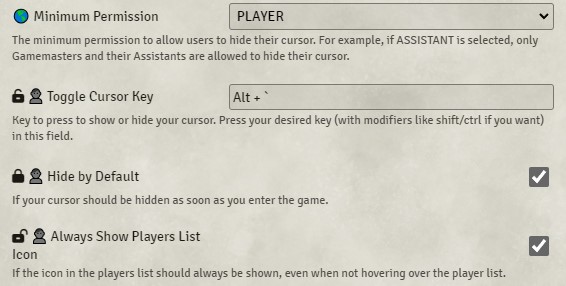 Minimum Permission
PLAYER
The minimum permission to allow users to hide their cursor. For example, if ASSISTANT is selected, only
Gamemasters and their Assistants are allowed to hide their cursor.
Toggle Cursor Key
Alt + `
Key to press to show or hide your cursor. Press your desired key (with modifiers like shift/ctrl if you want)
in this field.
Hide by Default
If your cursor should be hidden as soon as you enter the game.
Always Show Players List
Icon
If the icon in the players list should always be shown, even when not hovering over the player list.